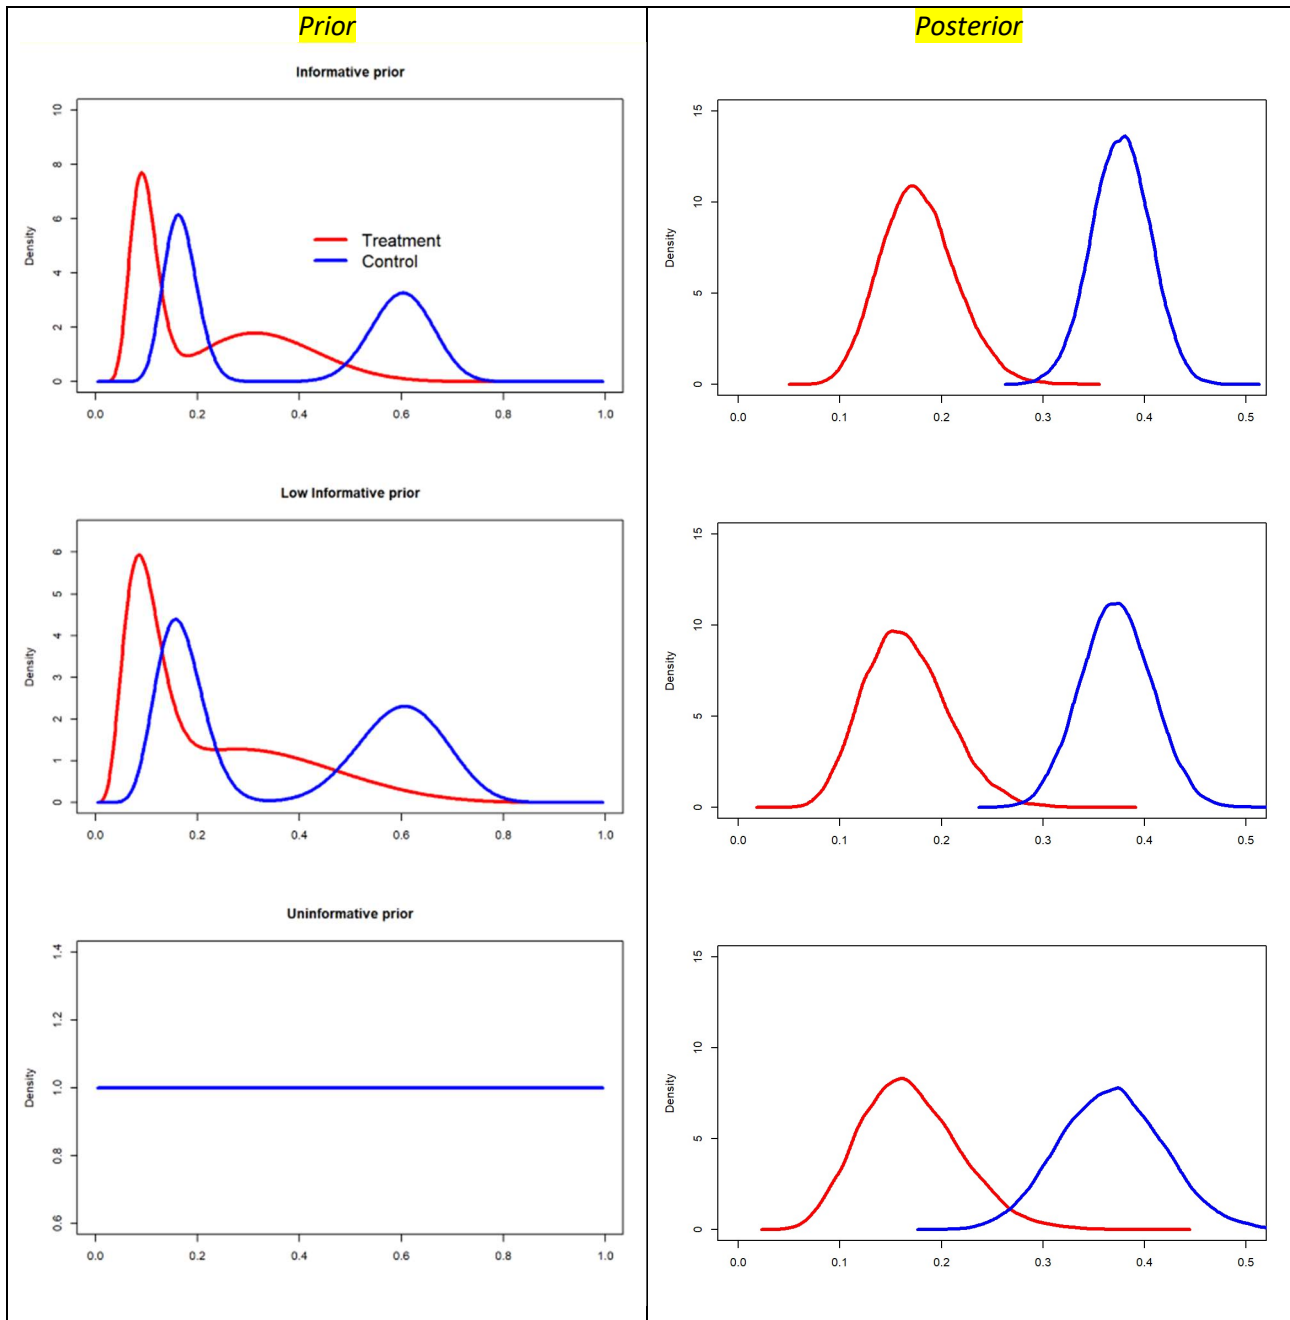 Prior
Posterior
Informative prior
Density
0 2 4 6 8 10
Treatment
Control
0.0 0.2 0.4 0.6 0.8 1.0
Density
0 5 10 15
0.0 0.1 0.2 0.3 0.4 0.5
Low Informative prior
Density
0 1 2 3 4 5 6
0.0 0.2 0.4 0.6 0.8 1.0
Density
0 5 10 15
0.0 0.1 0.2 0.3 0.4 0.5
Uninformative prior
Density
0.6 0.8 1.0 1.2 1.4
0.0 0.2 0.4 0.6 0.8 1.0
Density
0 5 10 15
0.0 0.1 0.2 0.3 0.4 0.5